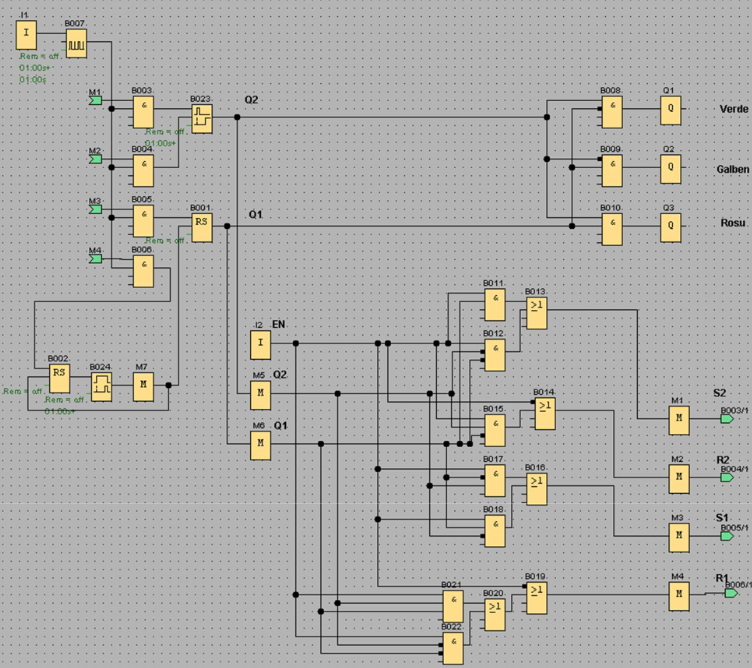 I1
I
B007
Rem = off
01:00s+
01:00s
M1
B003
&
B023
Q2
Rem = off
01:00s+
M2
B004
&
M3
B005
&
B001
RS
Q1
Rem = off
M4
B006
&
B008
&
Q1
Q
Verde
B009
&
Q2
Q
Galben
B010
&
Q3
Q
Rosu
B011
&
B013
≥1
I2
EN
I
B012
&
B002
RS
B024
M7
M
Rem = off
Rem = off
01:00s+
M5
Q2
M
B014
≥1
S2
M1
M
B003/1
B015
&
M6
Q1
M
B017
&
B016
≥1
R2
M2
M
B004/1
B018
&
S1
M3
M
B005/1
B019
≥1
R1
M4
M
B006/1
B021
&
B020
≥1
B022
&